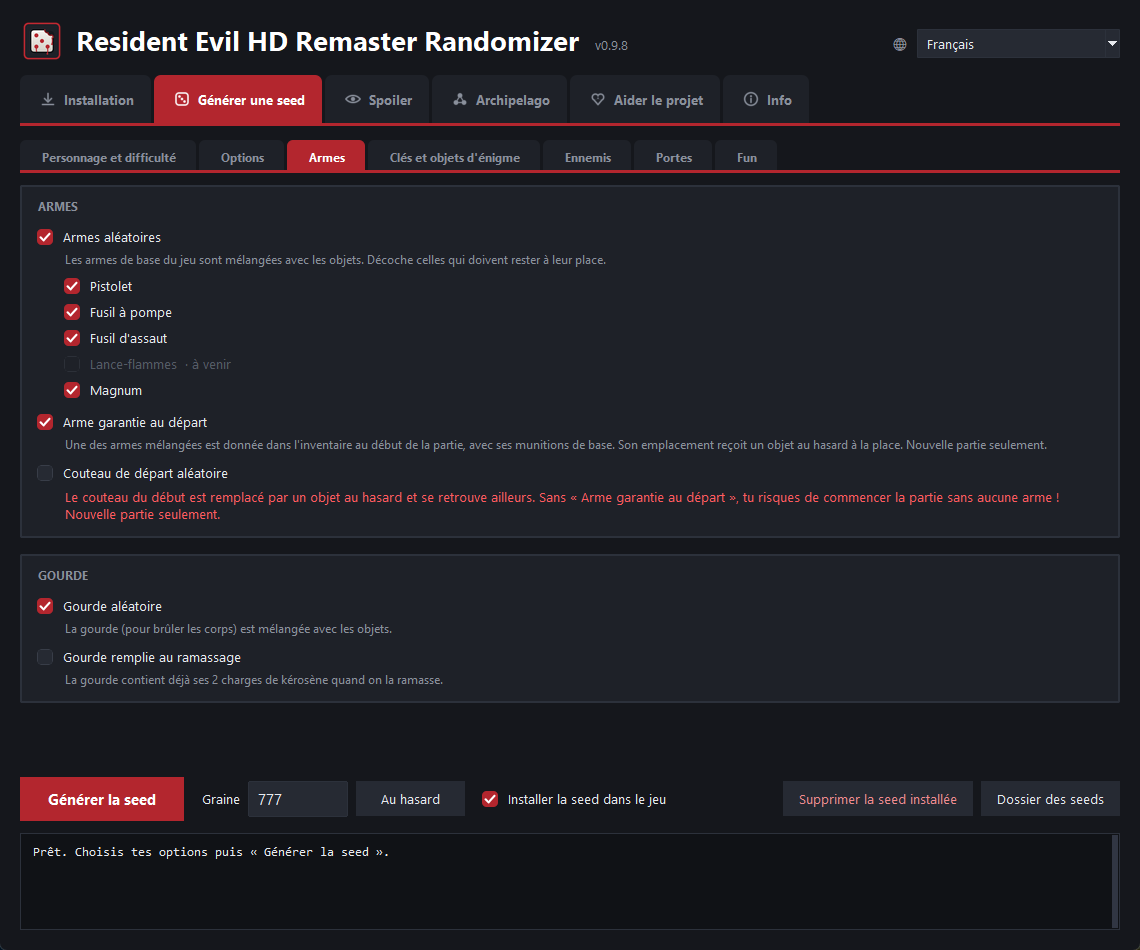 Resident Evil HD Remaster Randomizer v0.9.8
Français
Installation
Générer une seed
Spoiler
Archipelago
Aider le projet
Info
Personnage et difficulté
Options
Armes
Clés et objets d'énigme
Ennemis
Portes
Fun
ARMES
Armes aléatoires
Les armes de base du jeu sont mélangées avec les objets. Décoche celles qui doivent rester à leur place.
Pistolet
Fusil à pompe
Fusil d'assaut
Lance-flammes · à venir
Magnum
Arme garantie au départ
Une des armes mélangées est donnée dans l'inventaire au début de la partie, avec ses munitions de base. Son emplacement reçoit un objet au hasard à la place. Nouvelle partie seulement.
Couteau de départ aléatoire
Le couteau du début est remplacé par un objet au hasard et se retrouve ailleurs. Sans « Arme garantie au départ », tu risques de commencer la partie sans aucune arme !
Nouvelle partie seulement.
GOURDE
Gourde aléatoire
La gourde (pour brûler les corps) est mélangée avec les objets.
Gourde remplie au ramassage
La gourde contient déjà ses 2 charges de kérosène quand on la ramasse.
Générer la seed
Graine
777
Au hasard
Installer la seed dans le jeu
Supprimer la seed installée
Dossier des seeds
Prêt. Choisis tes options puis « Générer la seed ».